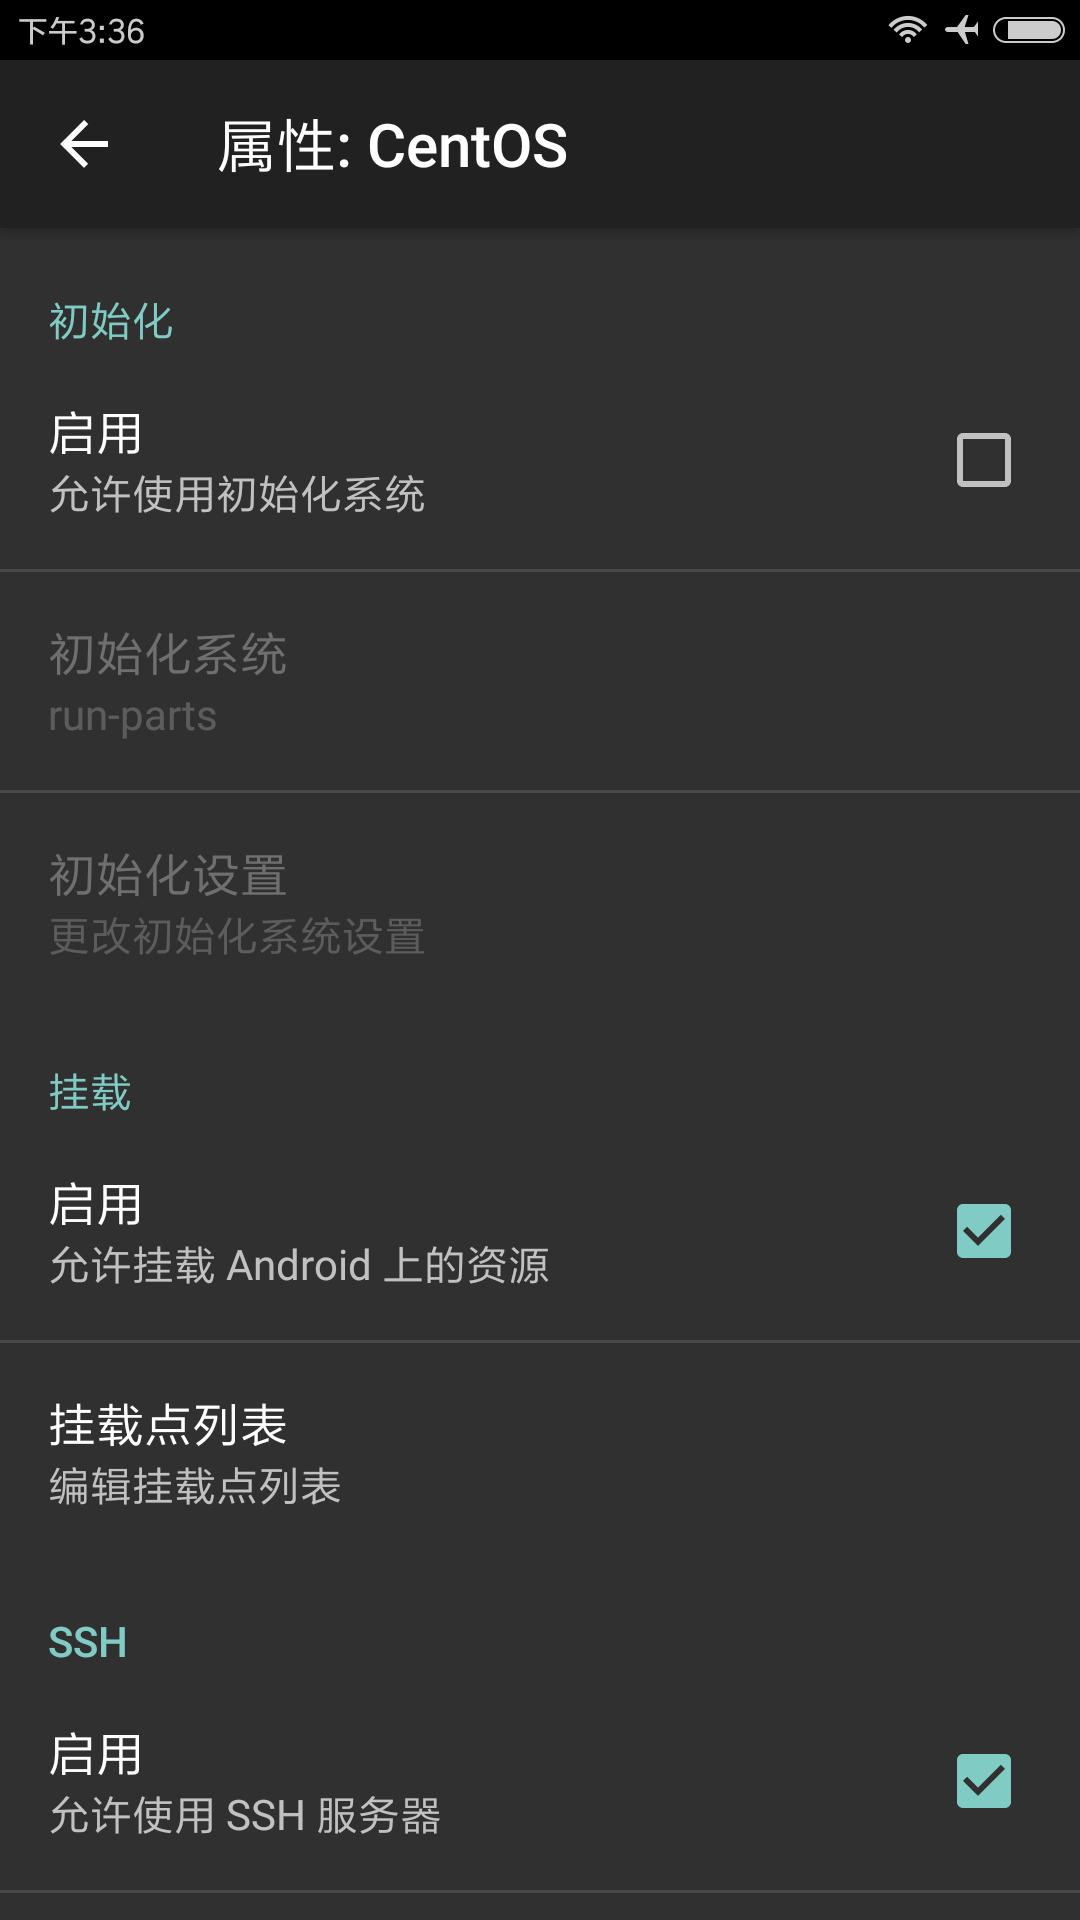 下午3:36
属性: CentOS
初始化
启用
允许使用初始化系统
初始化系统
run-parts
初始化设置
更改初始化系统设置
挂载
启用
允许挂载 Android 上的资源
挂载点列表
编辑挂载点列表
SSH
启用
允许使用 SSH 服务器